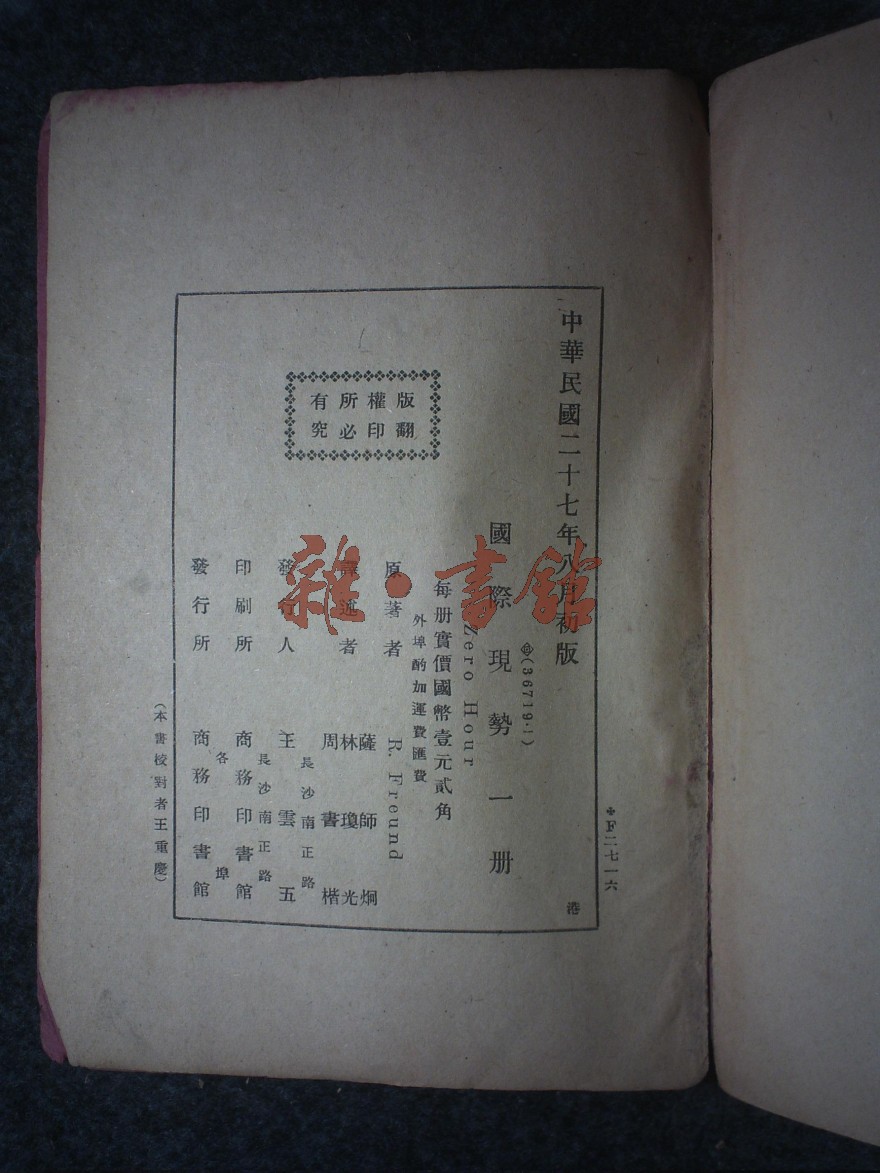 F二七一六
中華民國二十七年八月初版
港
(36719·1)
國際現勢一册
Zero Hour
每册實價國幣壹元貳角
外埠酌加運費匯費
原著者 R. Freund
譯述者 薩師炯 林瓊光 周書楷
發行人 王雲五
長沙南正路
印刷所 商務印書館
長沙南正路
發行所 商務印書館
各埠
版權所有
翻印必究
(本書校對者王重慶)
雜·書館